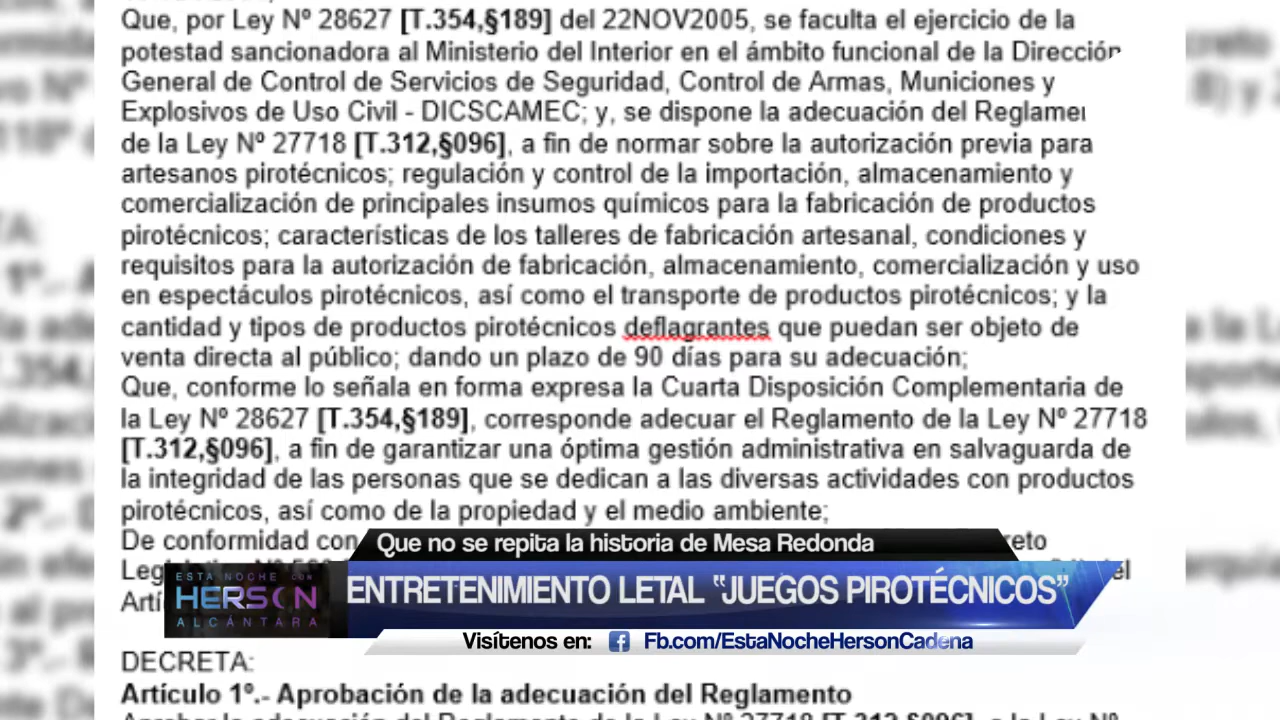 Que, por Ley Nº 28627 [T.354,§189] del 22NOV2005, se faculta el ejercicio de la
potestad sancionadora al Ministerio del Interior en el ámbito funcional de la Dirección
General de Control de Servicios de Seguridad, Control de Armas, Municiones y
Explosivos de Uso Civil - DICSCAMEC; y, se dispone la adecuación del Reglamen
de la Ley Nº 27718 [T.312,§096], a fin de normar sobre la autorización previa para
artesanos pirotécnicos; regulación y control de la importación, almacenamiento y
comercialización de principales insumos químicos para la fabricación de productos
pirotécnicos; características de los talleres de fabricación artesanal, condiciones y
requisitos para la autorización de fabricación, almacenamiento, comercialización y uso
en espectáculos pirotécnicos, así como el transporte de productos pirotécnicos; y la
cantidad y tipos de productos pirotécnicos deflagrantes que puedan ser objeto de
venta directa al público; dando un plazo de 90 días para su adecuación;
Que, conforme lo señala en forma expresa la Cuarta Disposición Complementaria de
la Ley Nº 28627 [T.354,§189], corresponde adecuar el Reglamento de la Ley Nº 27718
[T.312,§096], a fin de garantizar una óptima gestión administrativa en salvaguarda de
la integridad de las personas que se dedican a las diversas actividades con productos
pirotécnicos, así como de la propiedad y el medio ambiente;
De conformidad con
Que no se repita la historia de Mesa Redonda
ESTA NOCHE CON
HERSON
ALCÁNTARA
ENTRETENIMIENTO LETAL “JUEGOS PIROTÉCNICOS”
Visítenos en: Fb.com/EstaNocheHersonCadena
DECRETA:
Artículo 1º.- Aprobación de la adecuación del Reglamento